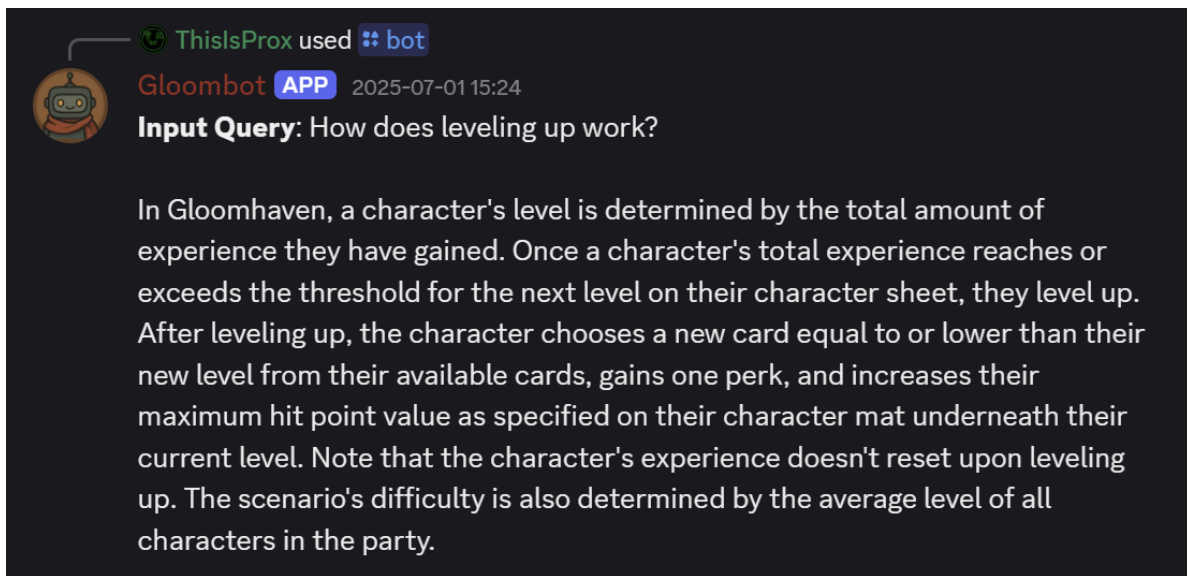 ThisIsProx used bot
Gloombot APP 2025-07-01 15:24
Input Query: How does leveling up work?
In Gloomhaven, a character's level is determined by the total amount of
experience they have gained. Once a character's total experience reaches or
exceeds the threshold for the next level on their character sheet, they level up.
After leveling up, the character chooses a new card equal to or lower than their
new level from their available cards, gains one perk, and increases their
maximum hit point value as specified on their character mat underneath their
current level. Note that the character's experience doesn't reset upon leveling
up. The scenario's difficulty is also determined by the average level of all
characters in the party.